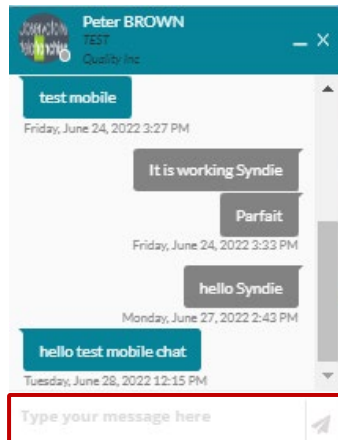 Peter BROWN
TEST
Quality Inc
test mobile
Friday, June 24, 2022 3:27 PM
It is working Syndie
Parfait
Friday, June 24, 2022 3:33 PM
hello Syndie
Monday, June 27, 2022 2:43 PM
hello test mobile chat
Tuesday, June 28, 2022 12:15 PM
Type your message here